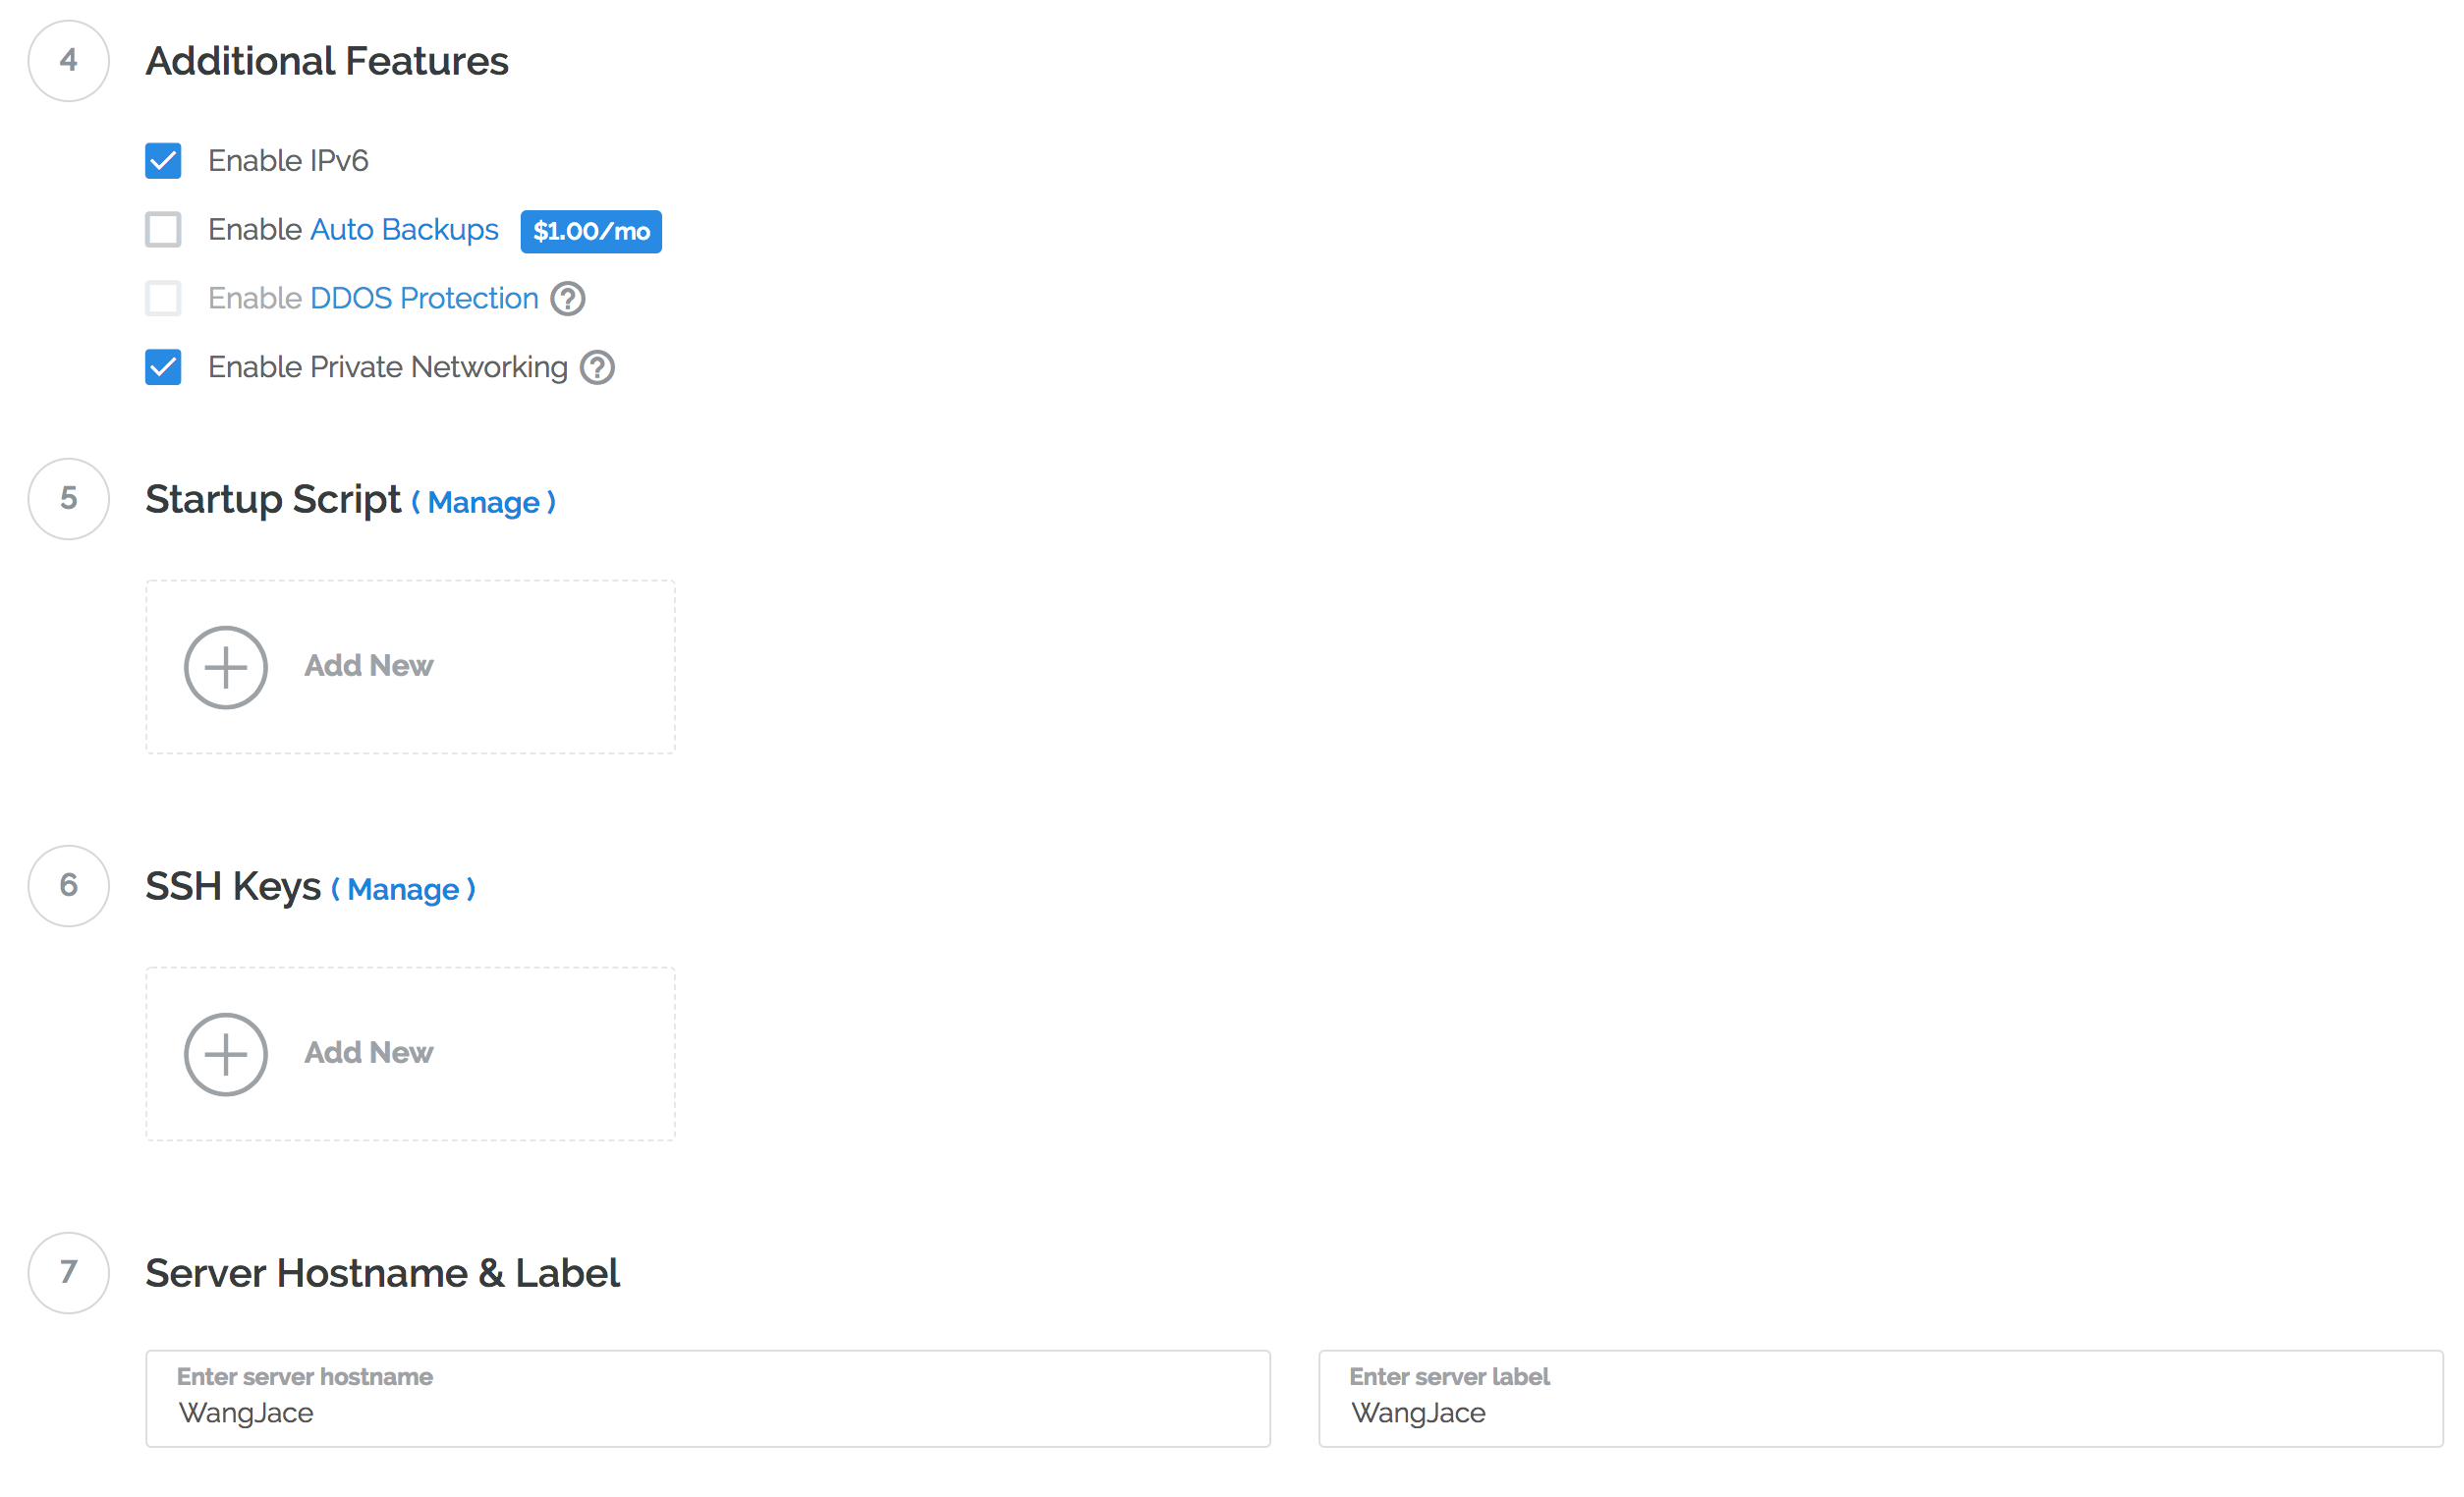 4 Additional Features
Enable IPv6
Enable Auto Backups $1.00/mo
Enable DDOS Protection ?
Enable Private Networking ?
5 Startup Script ( Manage )
Add New
6 SSH Keys ( Manage )
Add New
7 Server Hostname & Label
Enter server hostname
WangJace
Enter server label
WangJace